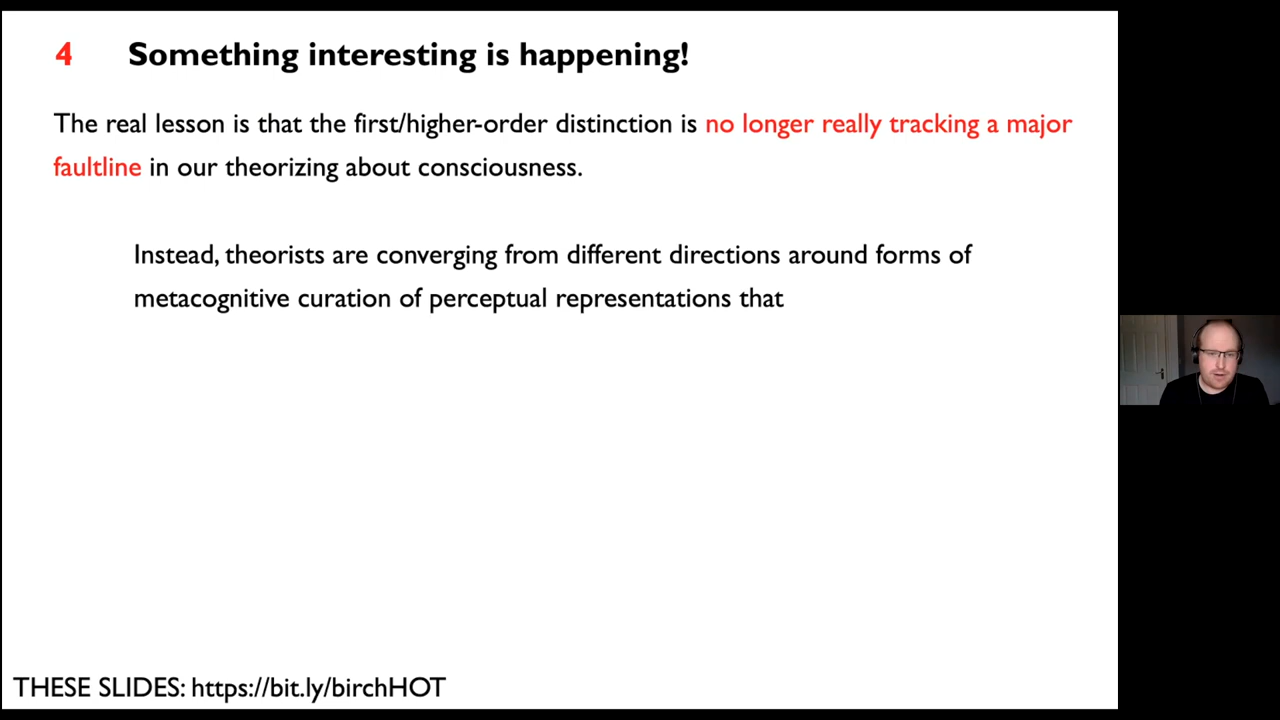 4 Something interesting is happening!
The real lesson is that the first/higher-order distinction is no longer really tracking a major
faultline in our theorizing about consciousness.
Instead, theorists are converging from different directions around forms of
metacognitive curation of perceptual representations that
THESE SLIDES: https://bit.ly/birchHOT